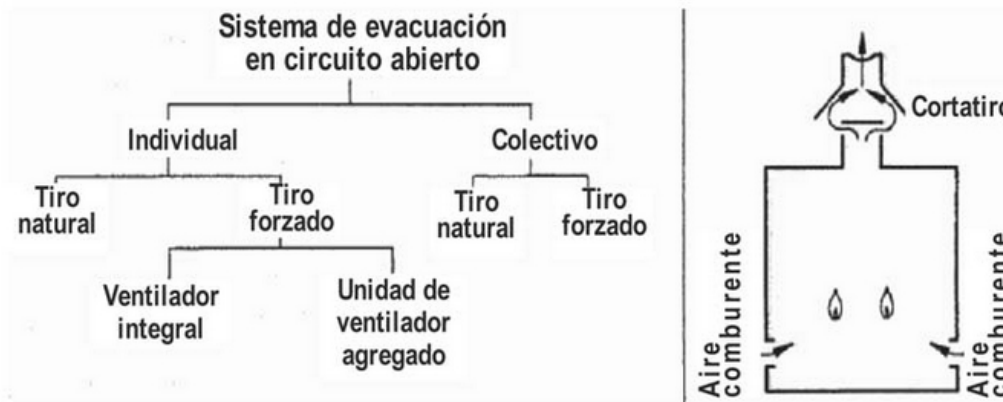 Sistema de evacuación
en circuito abierto
Individual
Colectivo
Tiro
natural
Tiro
forzado
Tiro
natural
Tiro
forzado
Ventilador
integral
Unidad de
ventilador
agregado
Cortatiro
Aire
comburente
Aire
comburente